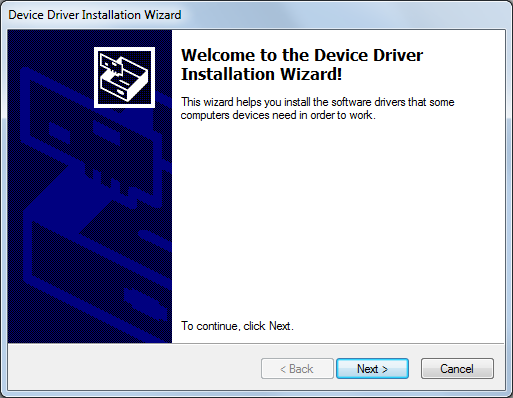 Device Driver Installation Wizard
Welcome to the Device Driver
Installation Wizard!
This wizard helps you install the software drivers that some
computers devices need in order to work.
To continue, click Next.
< Back
Next >
Cancel